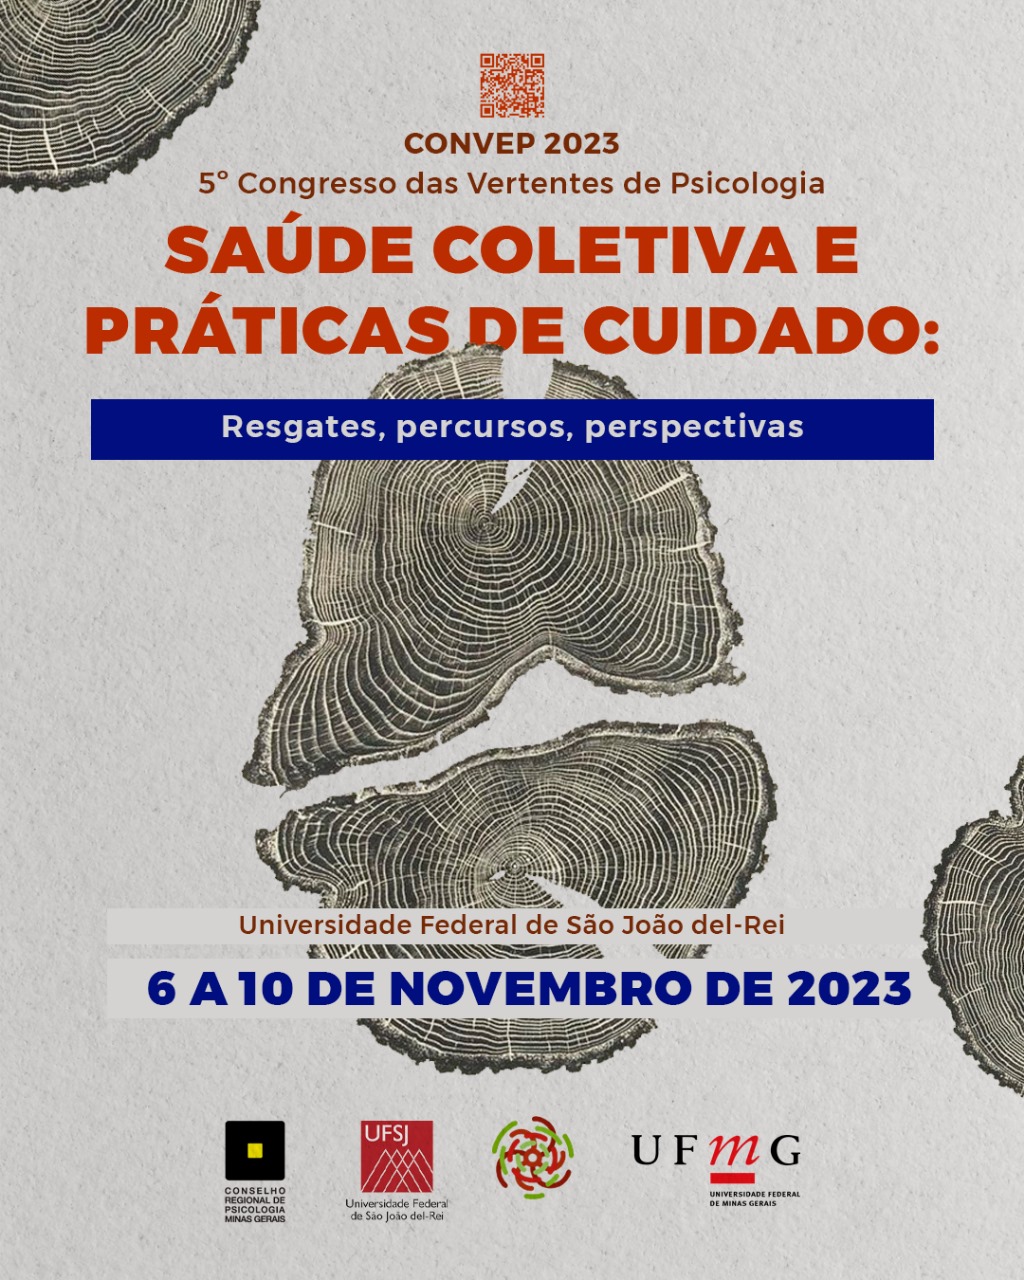 CONVEP 2023
5º Congresso das Vertentes de Psicologia
SAÚDE COLETIVA E
PRÁTICAS DE CUIDADO:
Resgates, percursos, perspectivas
Universidade Federal de São João del-Rei
6 A 10 DE NOVEMBRO DE 2023
CONSELHO
REGIONAL DE
PSICOLOGIA
MINAS GERAIS
UFSJ
Universidade Federal
de São João del-Rei
UFmG
UNIVERSIDADE FEDERAL
DE MINAS GERAIS